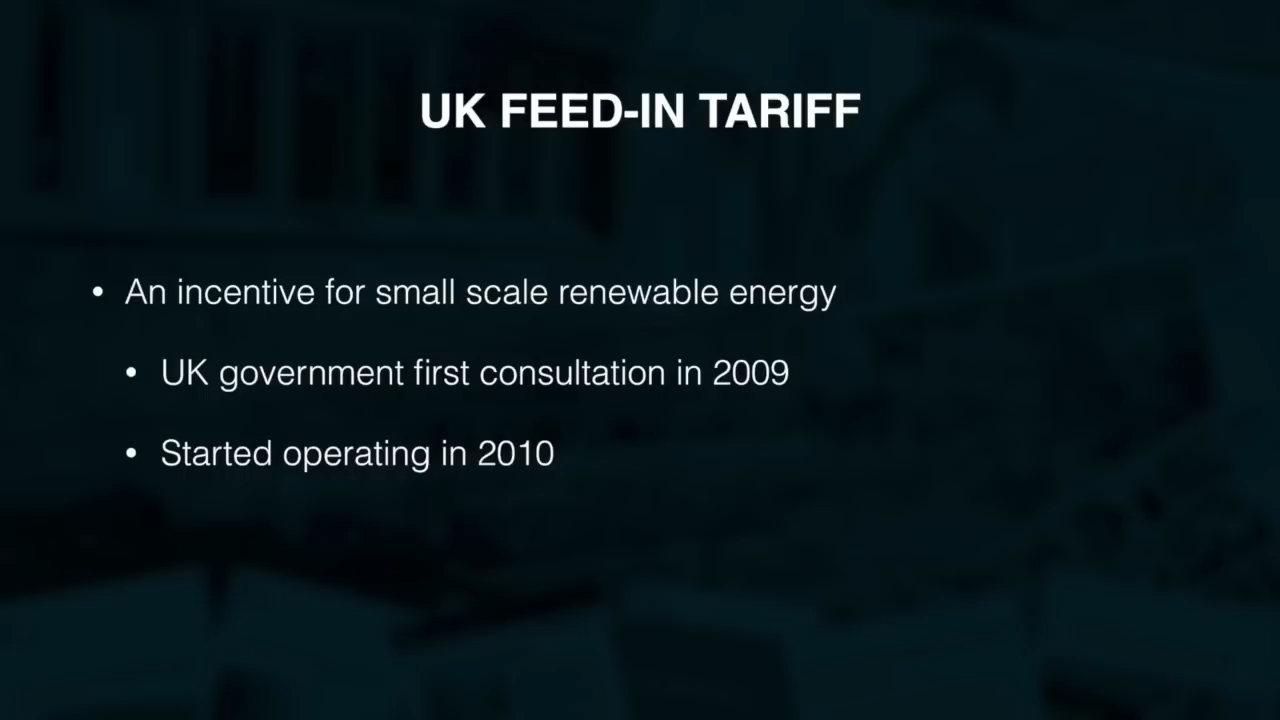 UK FEED-IN TARIFF
• An incentive for small scale renewable energy
• UK government first consultation in 2009
• Started operating in 2010